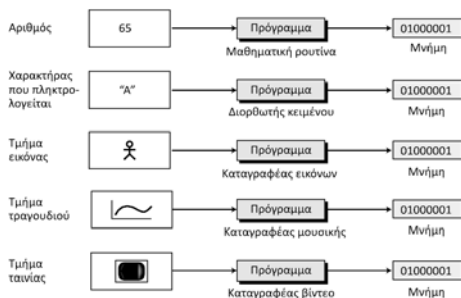 Αριθμός 65 Πρόγραμμα 01000001
Μαθηματική ρουτίνα Μνήμη
Χαρακτήρας
που πληκτρο-
λογείται "A" Πρόγραμμα 01000001
Διορθωτής κειμένου Μνήμη
Τμήμα
εικόνας Πρόγραμμα 01000001
Καταγραφέας εικόνων Μνήμη
Τμήμα
τραγουδιού Πρόγραμμα 01000001
Καταγραφέας μουσικής Μνήμη
Τμήμα
ταινίας Πρόγραμμα 01000001
Καταγραφέας βίντεο Μνήμη